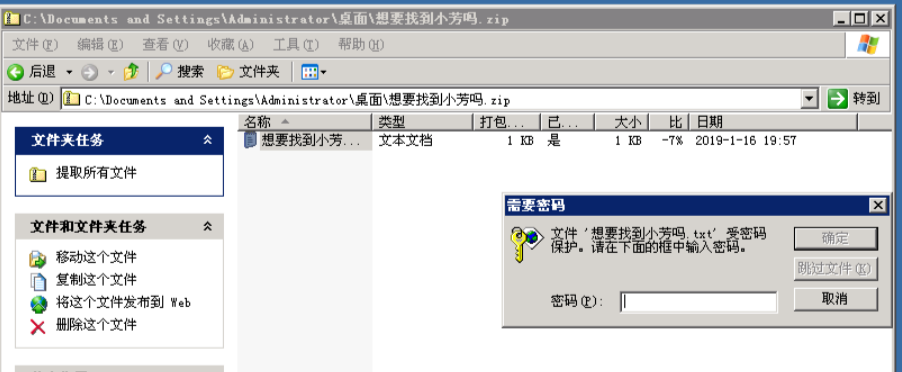 C:\Documents and Settings\Administrator\桌面\想要找到小芳吗.zip
文件(F) 编辑(E) 查看(V) 收藏(A) 工具(T) 帮助(H)
后退 搜索 文件夹
地址(D) C:\Documents and Settings\Administrator\桌面\想要找到小芳吗.zip 转到
名称 类型 打包... 已... 大小 比 日期
想要找到小芳... 文本文档 1 KB 是 1 KB -7% 2019-1-16 19:57
文件夹任务
提取所有文件
文件和文件夹任务
移动这个文件
复制这个文件
将这个文件发布到 Web
删除这个文件
需要密码
文件‘想要找到小芳吗.txt’受密码
保护。请在下面的框中输入密码。
密码(P):
确定
跳过文件(K)
取消